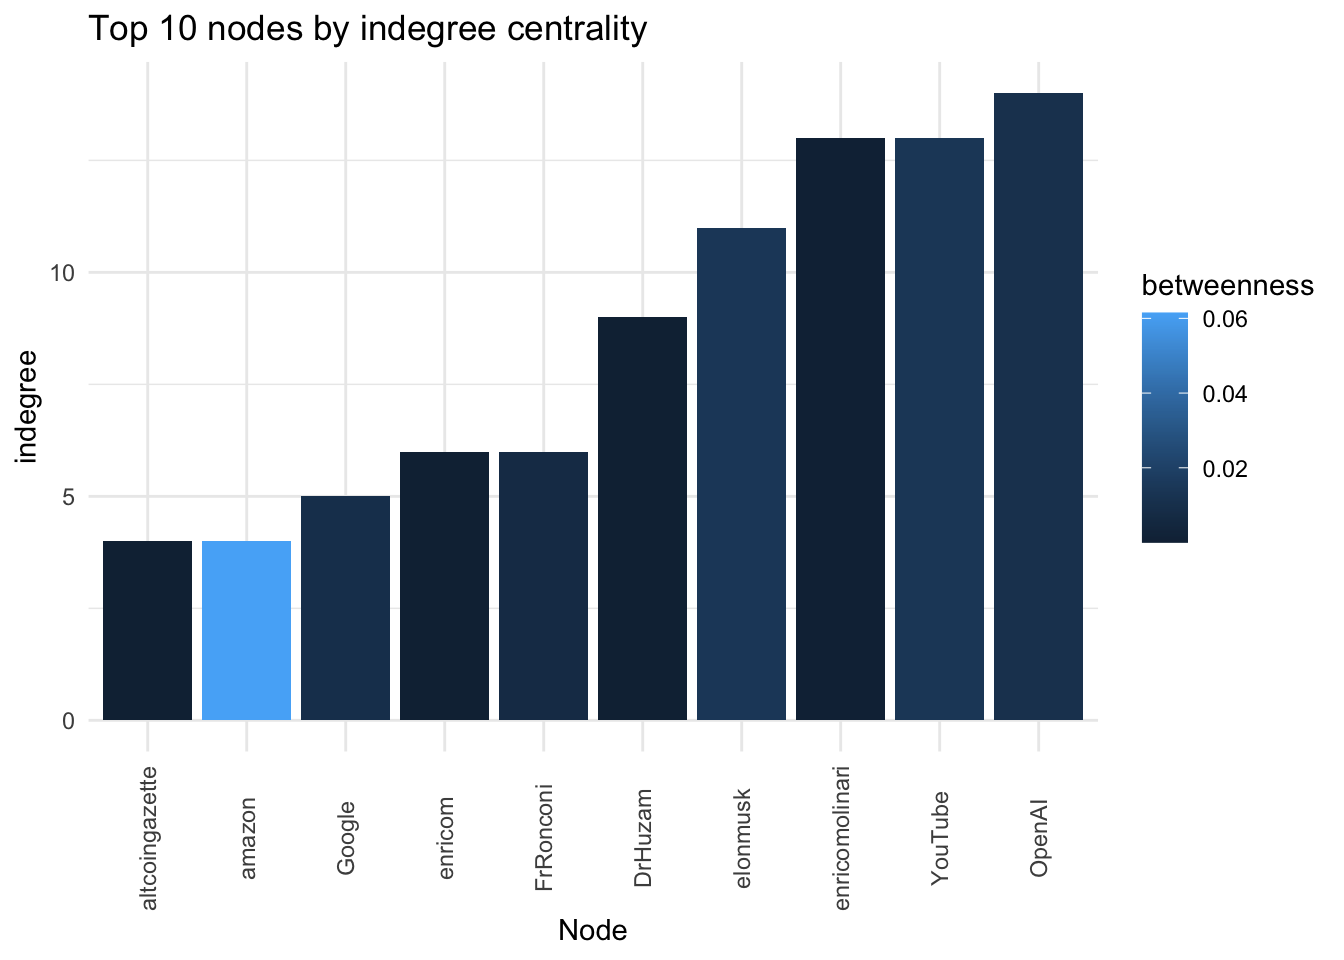 Top 10 nodes by indegree centrality
indegree
10
5
0
altcoingazette
amazon
Google
enricom
FrRonconi
DrHuzam
elonmusk
enricomolinari
YouTube
OpenAI
Node
betweenness
0.06
0.04
0.02